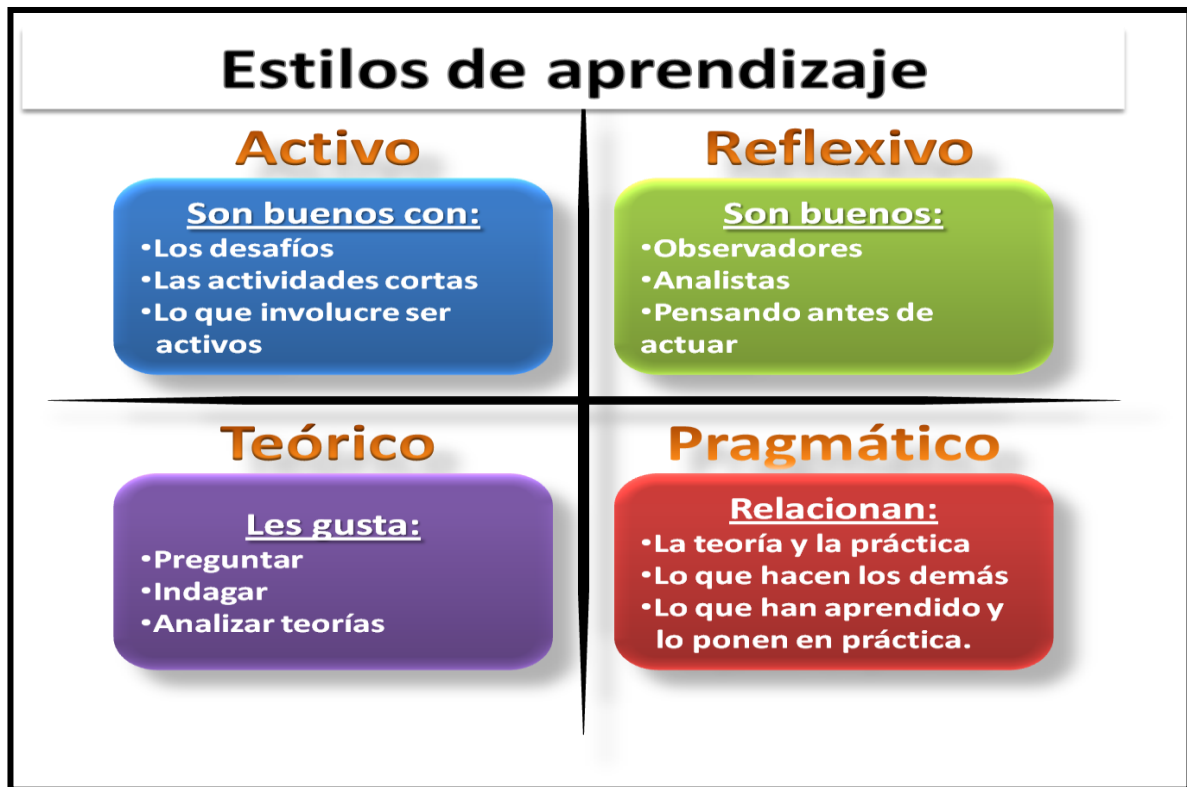 Estilos de aprendizaje
Activo
Son buenos con:
•Los desafíos
•Las actividades cortas
•Lo que involucre ser
activos
Reflexivo
Son buenos:
•Observadores
•Analistas
•Pensando antes de
actuar
Teórico
Les gusta:
•Preguntar
•Indagar
•Analizar teorías
Pragmático
Relacionan:
•La teoría y la práctica
•Lo que hacen los demás
•Lo que han aprendido y
lo ponen en práctica.